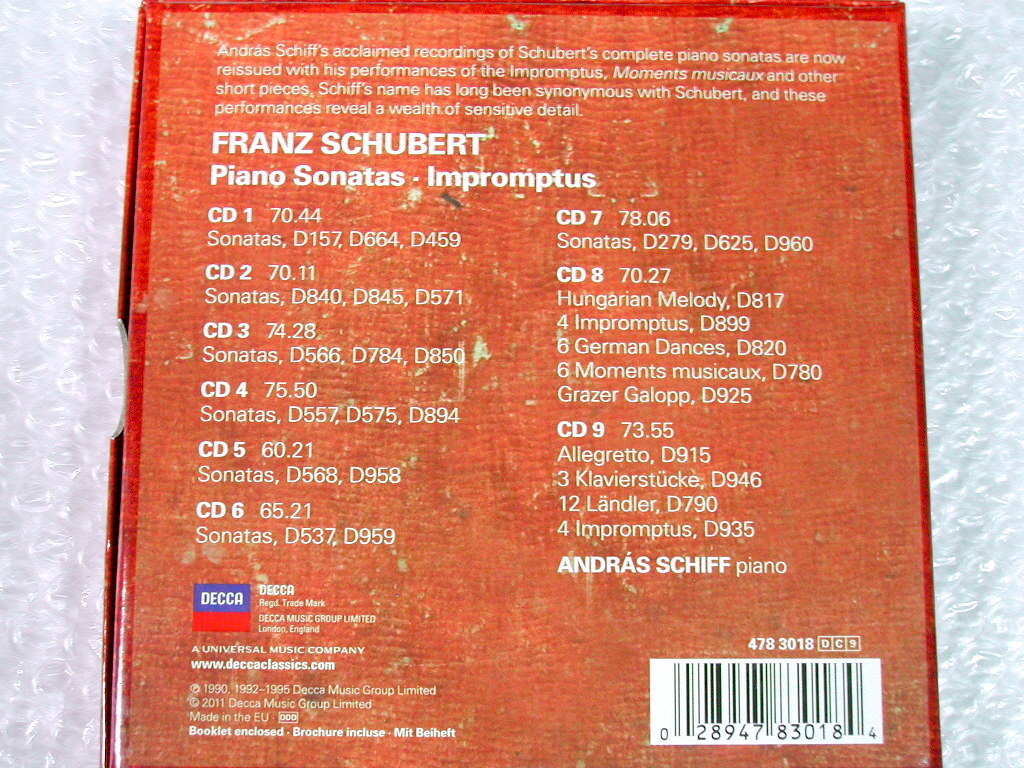 András Schiff's acclaimed recordings of Schubert's complete piano sonatas are now
reissued with his performances of the Impromptus, Moments musicaux and other
short pieces. Schiff's name has long been synonymous with Schubert, and these
performances reveal a wealth of sensitive detail.
FRANZ SCHUBERT
Piano Sonatas · Impromptus
CD 1 70.44
Sonatas, D157, D664, D459
CD 2 70.11
Sonatas, D840, D845, D571
CD 3 74.28
Sonatas, D566, D784, D850
CD 4 75.50
Sonatas, D557, D575, D894
CD 5 60.21
Sonatas, D568, D958
CD 6 65.21
Sonatas, D537, D959
CD 7 78.06
Sonatas, D279, D625, D960
CD 8 70.27
Hungarian Melody, D817
4 Impromptus, D899
6 German Dances, D820
6 Moments musicaux, D780
Grazer Galopp, D925
CD 9 73.55
Allegretto, D915
3 Klavierstücke, D946
12 Ländler, D790
4 Impromptus, D935
ANDRÁS SCHIFF piano
DECCA
DECCA
Regd. Trade Mark
DECCA MUSIC GROUP LIMITED
London, England
A UNIVERSAL MUSIC COMPANY
www.deccaclassics.com
℗ 1990, 1992–1995 Decca Music Group Limited
© 2011 Decca Music Group Limited
Made in the EU DDD
Booklet enclosed · Brochure incluse · Mit Beiheft
478 3018 DC9
0 28947 83018 4